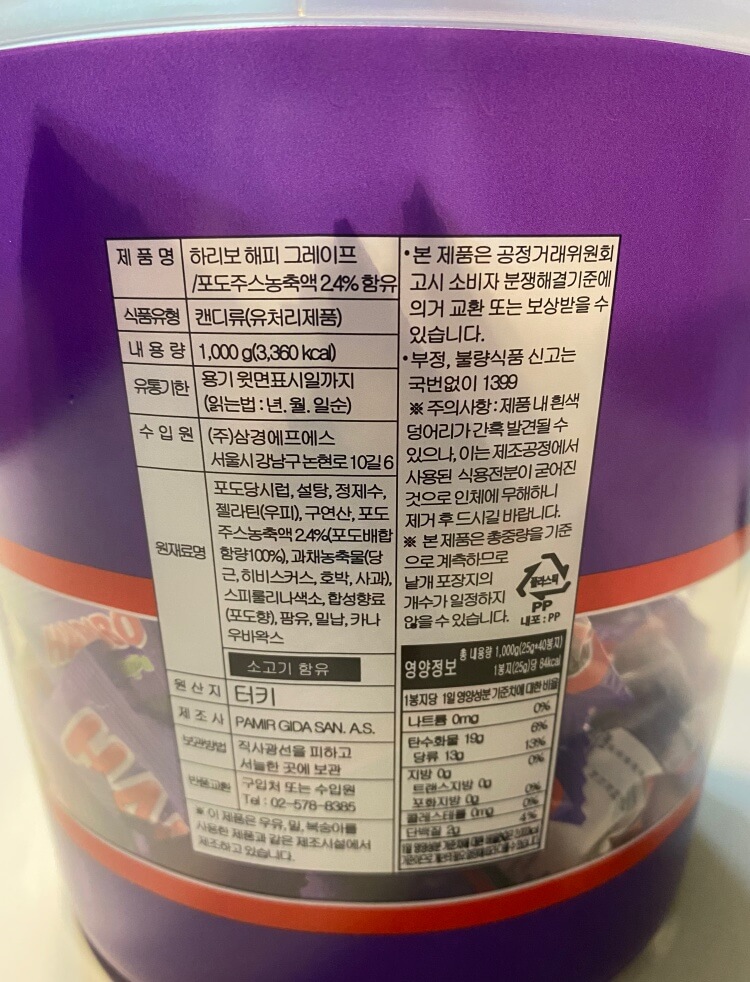 제 품 명 하리보 해피 그레이프
/포도주스농축액 2.4% 함유
식품유형 캔디류(유처리제품)
내 용 량 1,000 g(3,360 kcal)
유통기한 용기 윗면표시일까지
(읽는법 : 년. 월. 일순)
수 입 원 (주)삼경에프에스
서울시 강남구 논현로 10길 6
원재료명 포도당시럽, 설탕, 정제수,
젤라틴(우피), 구연산, 포도
주스농축액 2.4%(포도배합
함량100%), 과채농축물(당
근, 히비스커스, 호박, 사과),
스피룰리나색소, 합성향료
(포도향), 팜유, 밀납, 카나
우바왁스
소고기 함유
원 산 지 터키
제 조 사 PAMIR GIDA SAN. A.S.
보관방법 직사광선을 피하고
서늘한 곳에 보관
반품교환 구입처 또는 수입원
Tel : 02-578-8385
※ 이 제품은 우유, 밀, 복숭아를
사용한 제품과 같은 제조시설에서
제조하고 있습니다.
• 본 제품은 공정거래위원회
고시 소비자 분쟁해결기준에
의거 교환 또는 보상받을 수
있습니다.
• 부정, 불량식품 신고는
국번없이 1399
※ 주의사항 : 제품 내 흰색
덩어리가 간혹 발견될 수
있으나, 이는 제조공정에서
사용된 식용전분이 굳어진
것으로 인체에 무해하니
제거 후 드시길 바랍니다.
※ 본 제품은 총중량을 기준
으로 계측하므로
낱개 포장지의
개수가 일정하지
않을 수 있습니다.
플라스틱
PP
내포 : PP
영양정보 총 내용량 1,000g(25g*40봉지)
1봉지(25g)당 84kcal
1봉지당 1일 영양성분 기준치에 대한 비율
나트륨 0mg 0%
탄수화물 19g 6%
당류 13g 13%
지방 0g 0%
트랜스지방 0g
포화지방 0g 0%
콜레스테롤 0mg 0%
단백질 2g 4%
HARIBO
HA